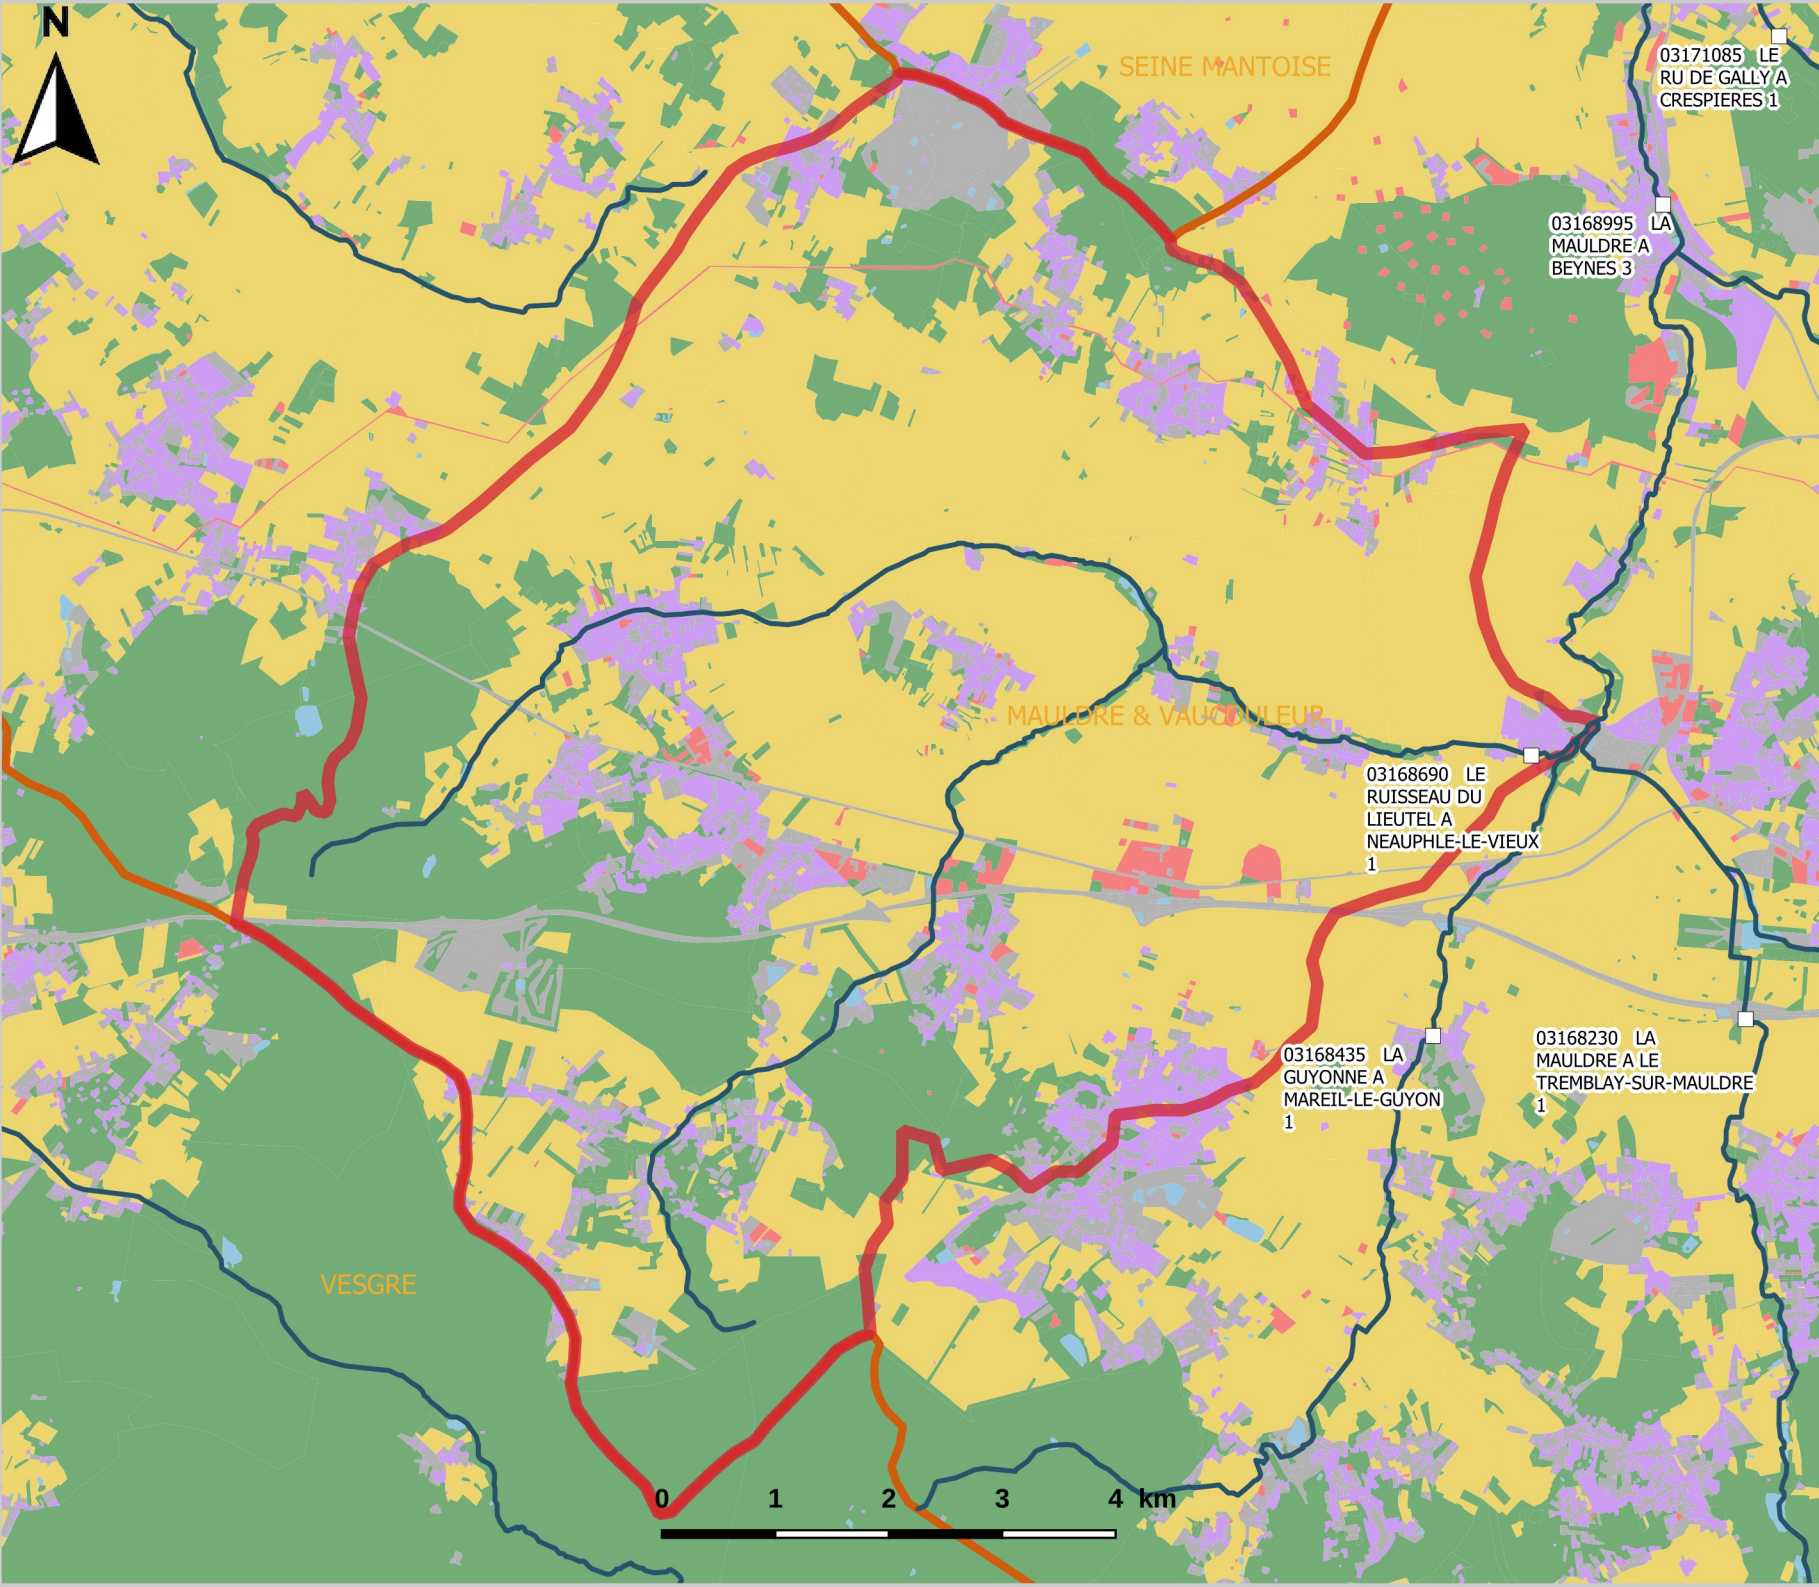 N
SEINE MANTOISE
03171085 LE
RU DE GALLY A
CRESPIERES 1
03168995 LA
MAULDRE A
BEYNES 3
MAULDRE & VAUCOULEUR
03168690 LE
RUISSEAU DU
LIEUTEL A
NEAUPHLE-LE-VIEUX
1
03168435 LA
GUYONNE A
MAREIL-LE-GUYON
1
03168230 LA
MAULDRE A LE
TREMBLAY-SUR-MAULDRE
1
VESGRE
0 1 2 3 4 km